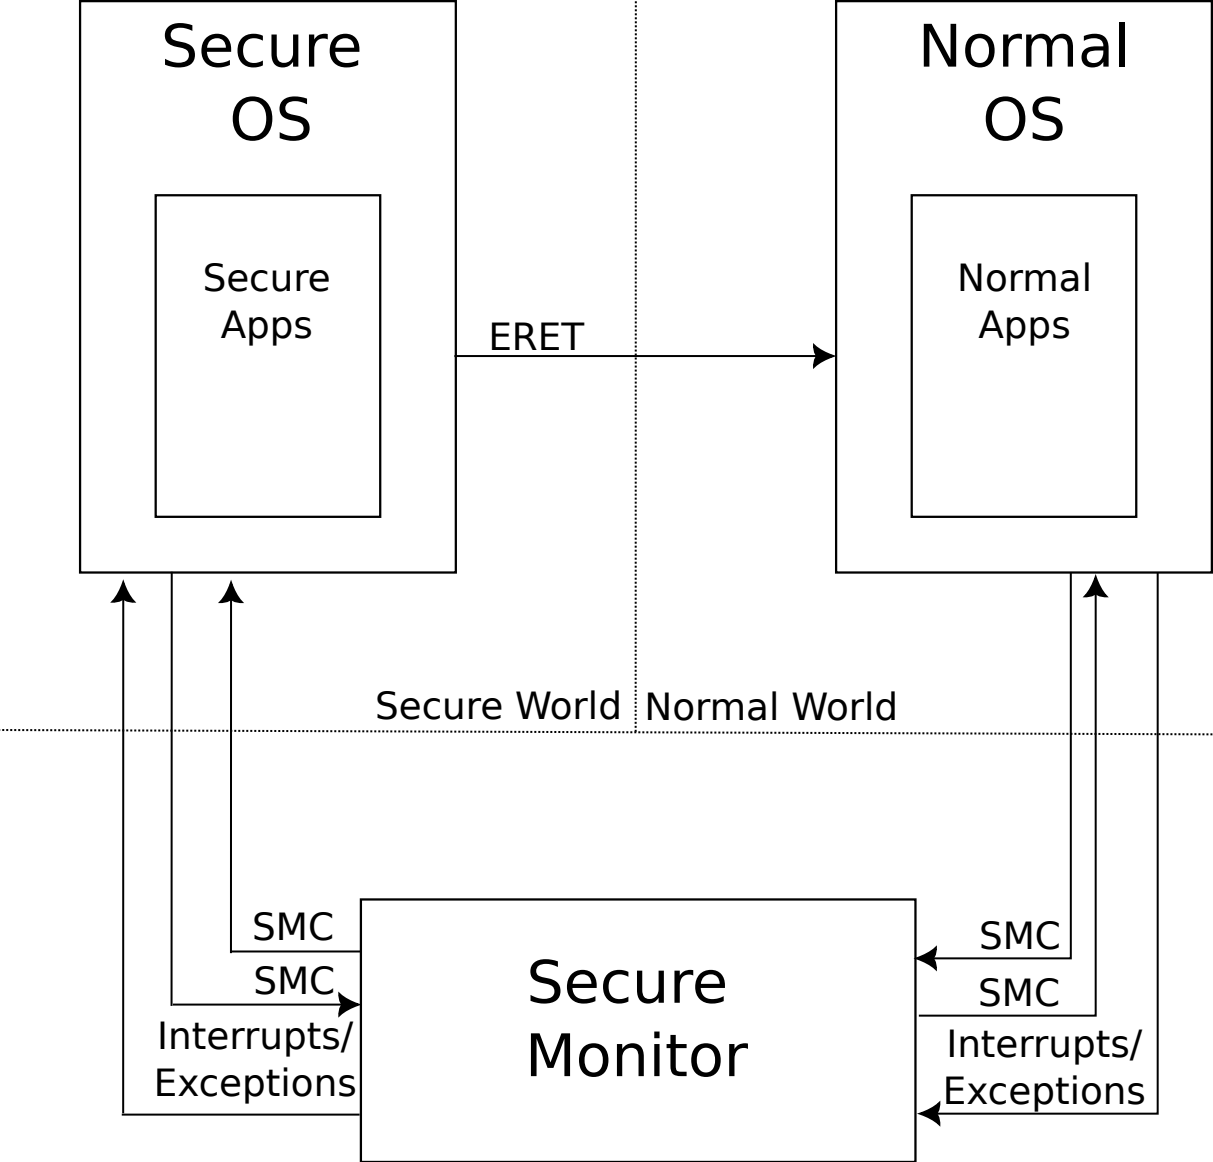 Secure
OS
Secure
Apps
ERET
Normal
OS
Normal
Apps
Secure World
Normal World
SMC
SMC
Interrupts/
Exceptions
Secure
Monitor
SMC
SMC
Interrupts/
Exceptions